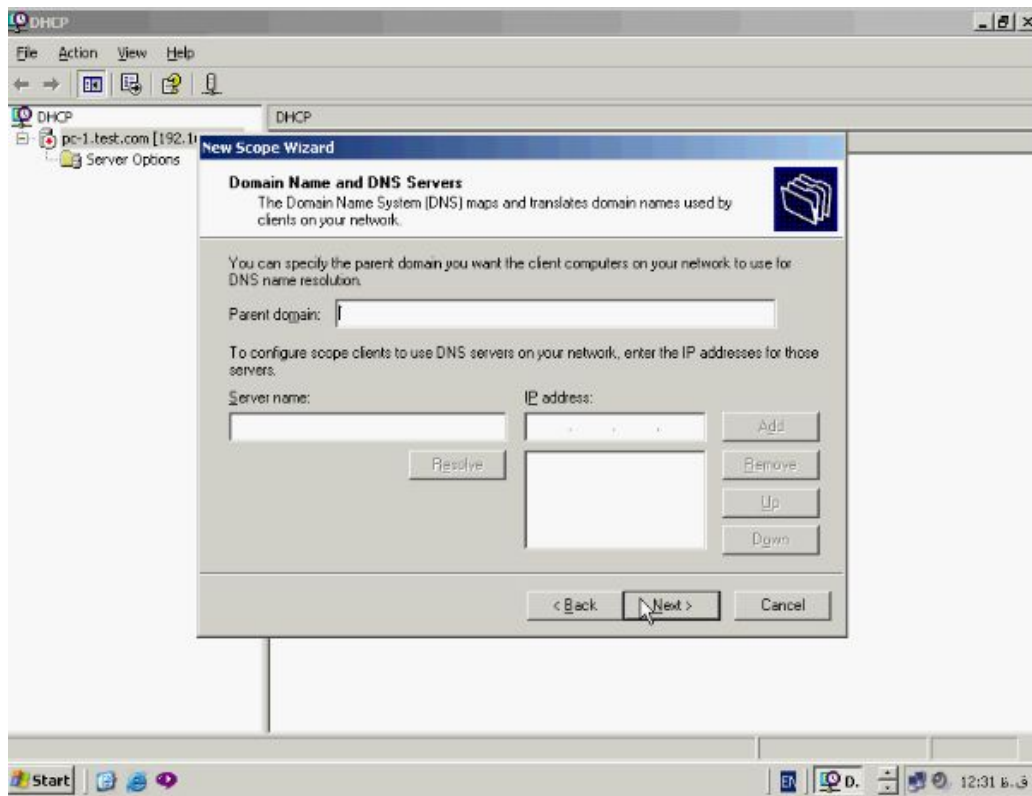 DHCP
File Action View Help
DHCP
DHCP
pc-1.test.com [192.1
Server Options
New Scope Wizard
Domain Name and DNS Servers
The Domain Name System (DNS) maps and translates domain names used by
clients on your network.
You can specify the parent domain you want the client computers on your network to use for
DNS name resolution.
Parent domain:
To configure scope clients to use DNS servers on your network, enter the IP addresses for those
servers.
Server name:
IP address:
Add
Resolve
Remove
Up
Down
< Back
Next >
Cancel
Start
EN
D.
12:31 ق.ظ